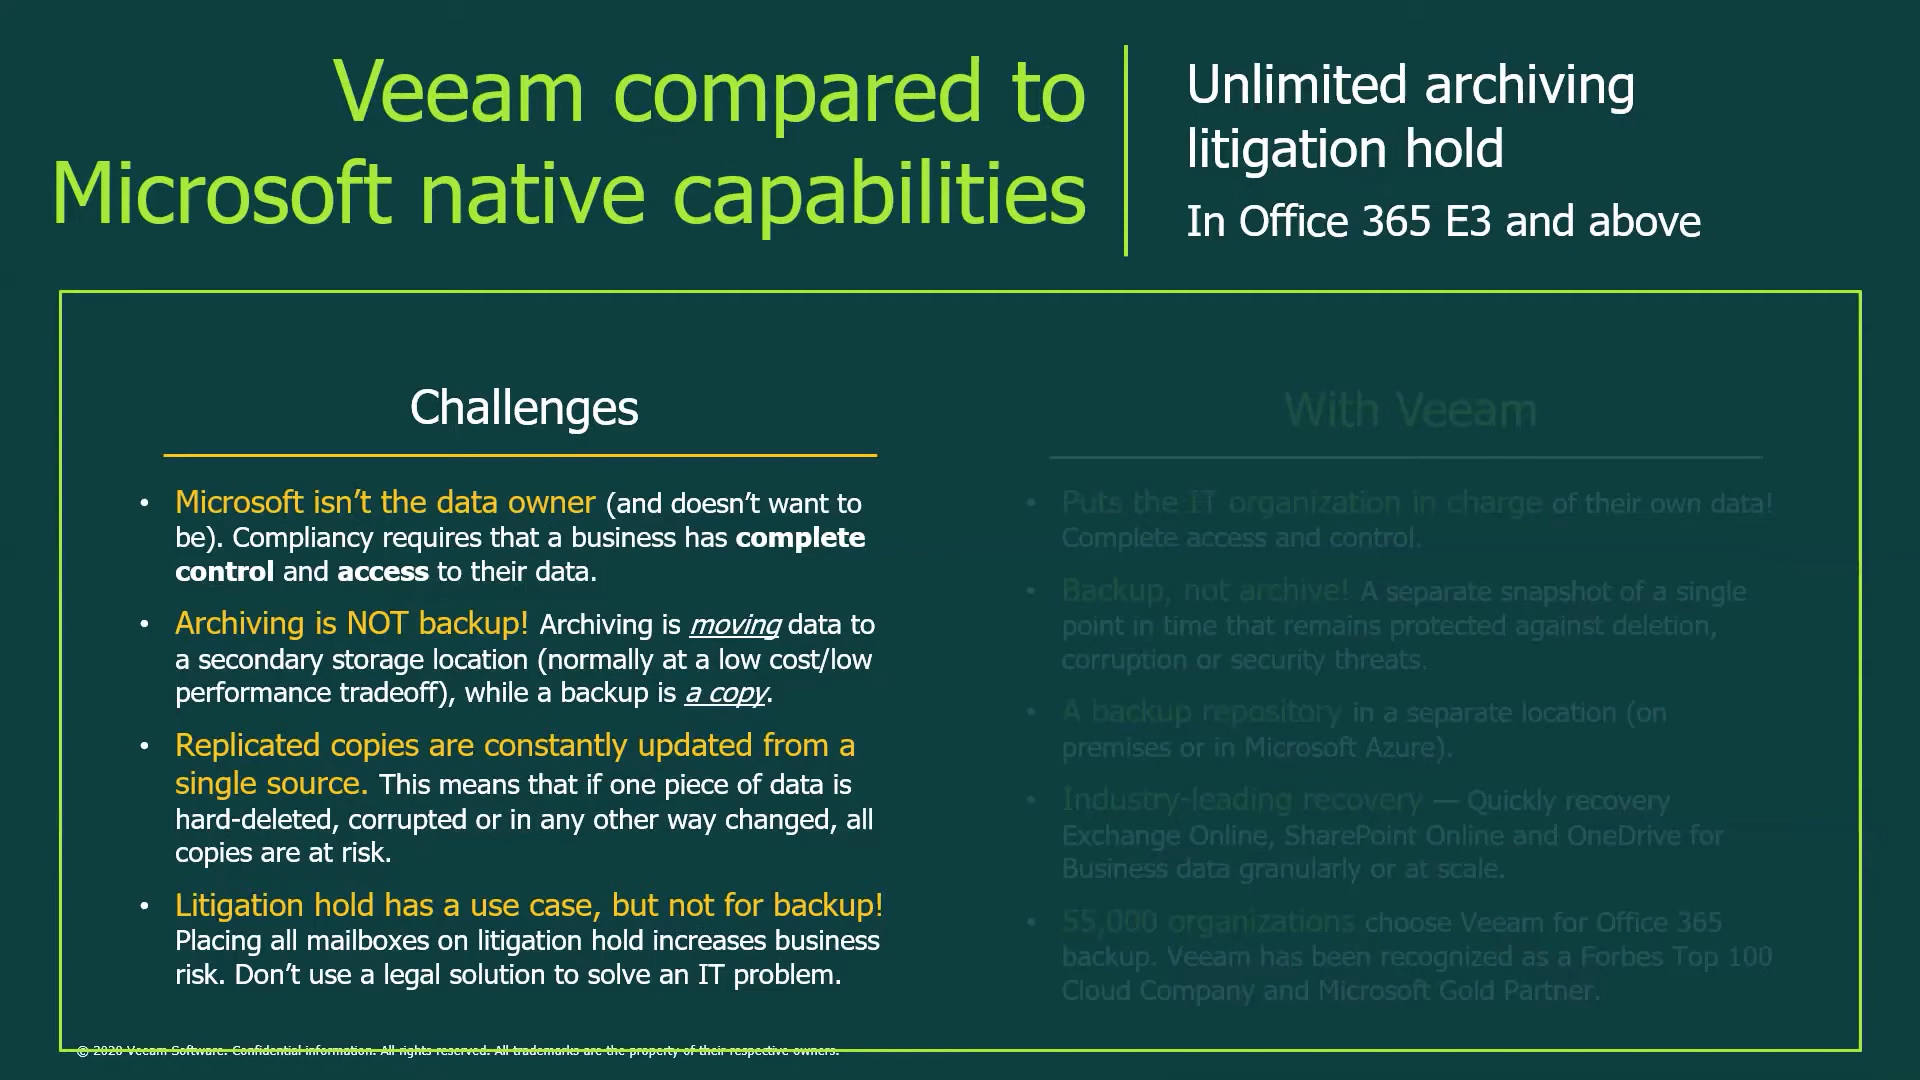 Veeam compared to
Microsoft native capabilities
Unlimited archiving
litigation hold
In Office 365 E3 and above
Challenges
• Microsoft isn’t the data owner (and doesn’t want to
be). Compliancy requires that a business has complete
control and access to their data.
• Archiving is NOT backup! Archiving is moving data to
a secondary storage location (normally at a low cost/low
performance tradeoff), while a backup is a copy.
• Replicated copies are constantly updated from a
single source. This means that if one piece of data is
hard-deleted, corrupted or in any other way changed, all
copies are at risk.
• Litigation hold has a use case, but not for backup!
Placing all mailboxes on litigation hold increases business
risk. Don’t use a legal solution to solve an IT problem.
With Veeam
• Puts the IT organization in charge of their own data!
Complete access and control.
• Backup, not archive! A separate snapshot of a single
point in time that remains protected against deletion,
corruption or security threats.
• A backup repository in a separate location (on
premises or in Microsoft Azure).
• Industry-leading recovery — Quickly recovery
Exchange Online, SharePoint Online and OneDrive for
Business data granularly or at scale.
• 55,000 organizations choose Veeam for Office 365
backup. Veeam has been recognized as a Forbes Top 100
Cloud Company and Microsoft Gold Partner.
© 2020 Veeam Software. Confidential information. All rights reserved. All trademarks are the property of their respective owners.